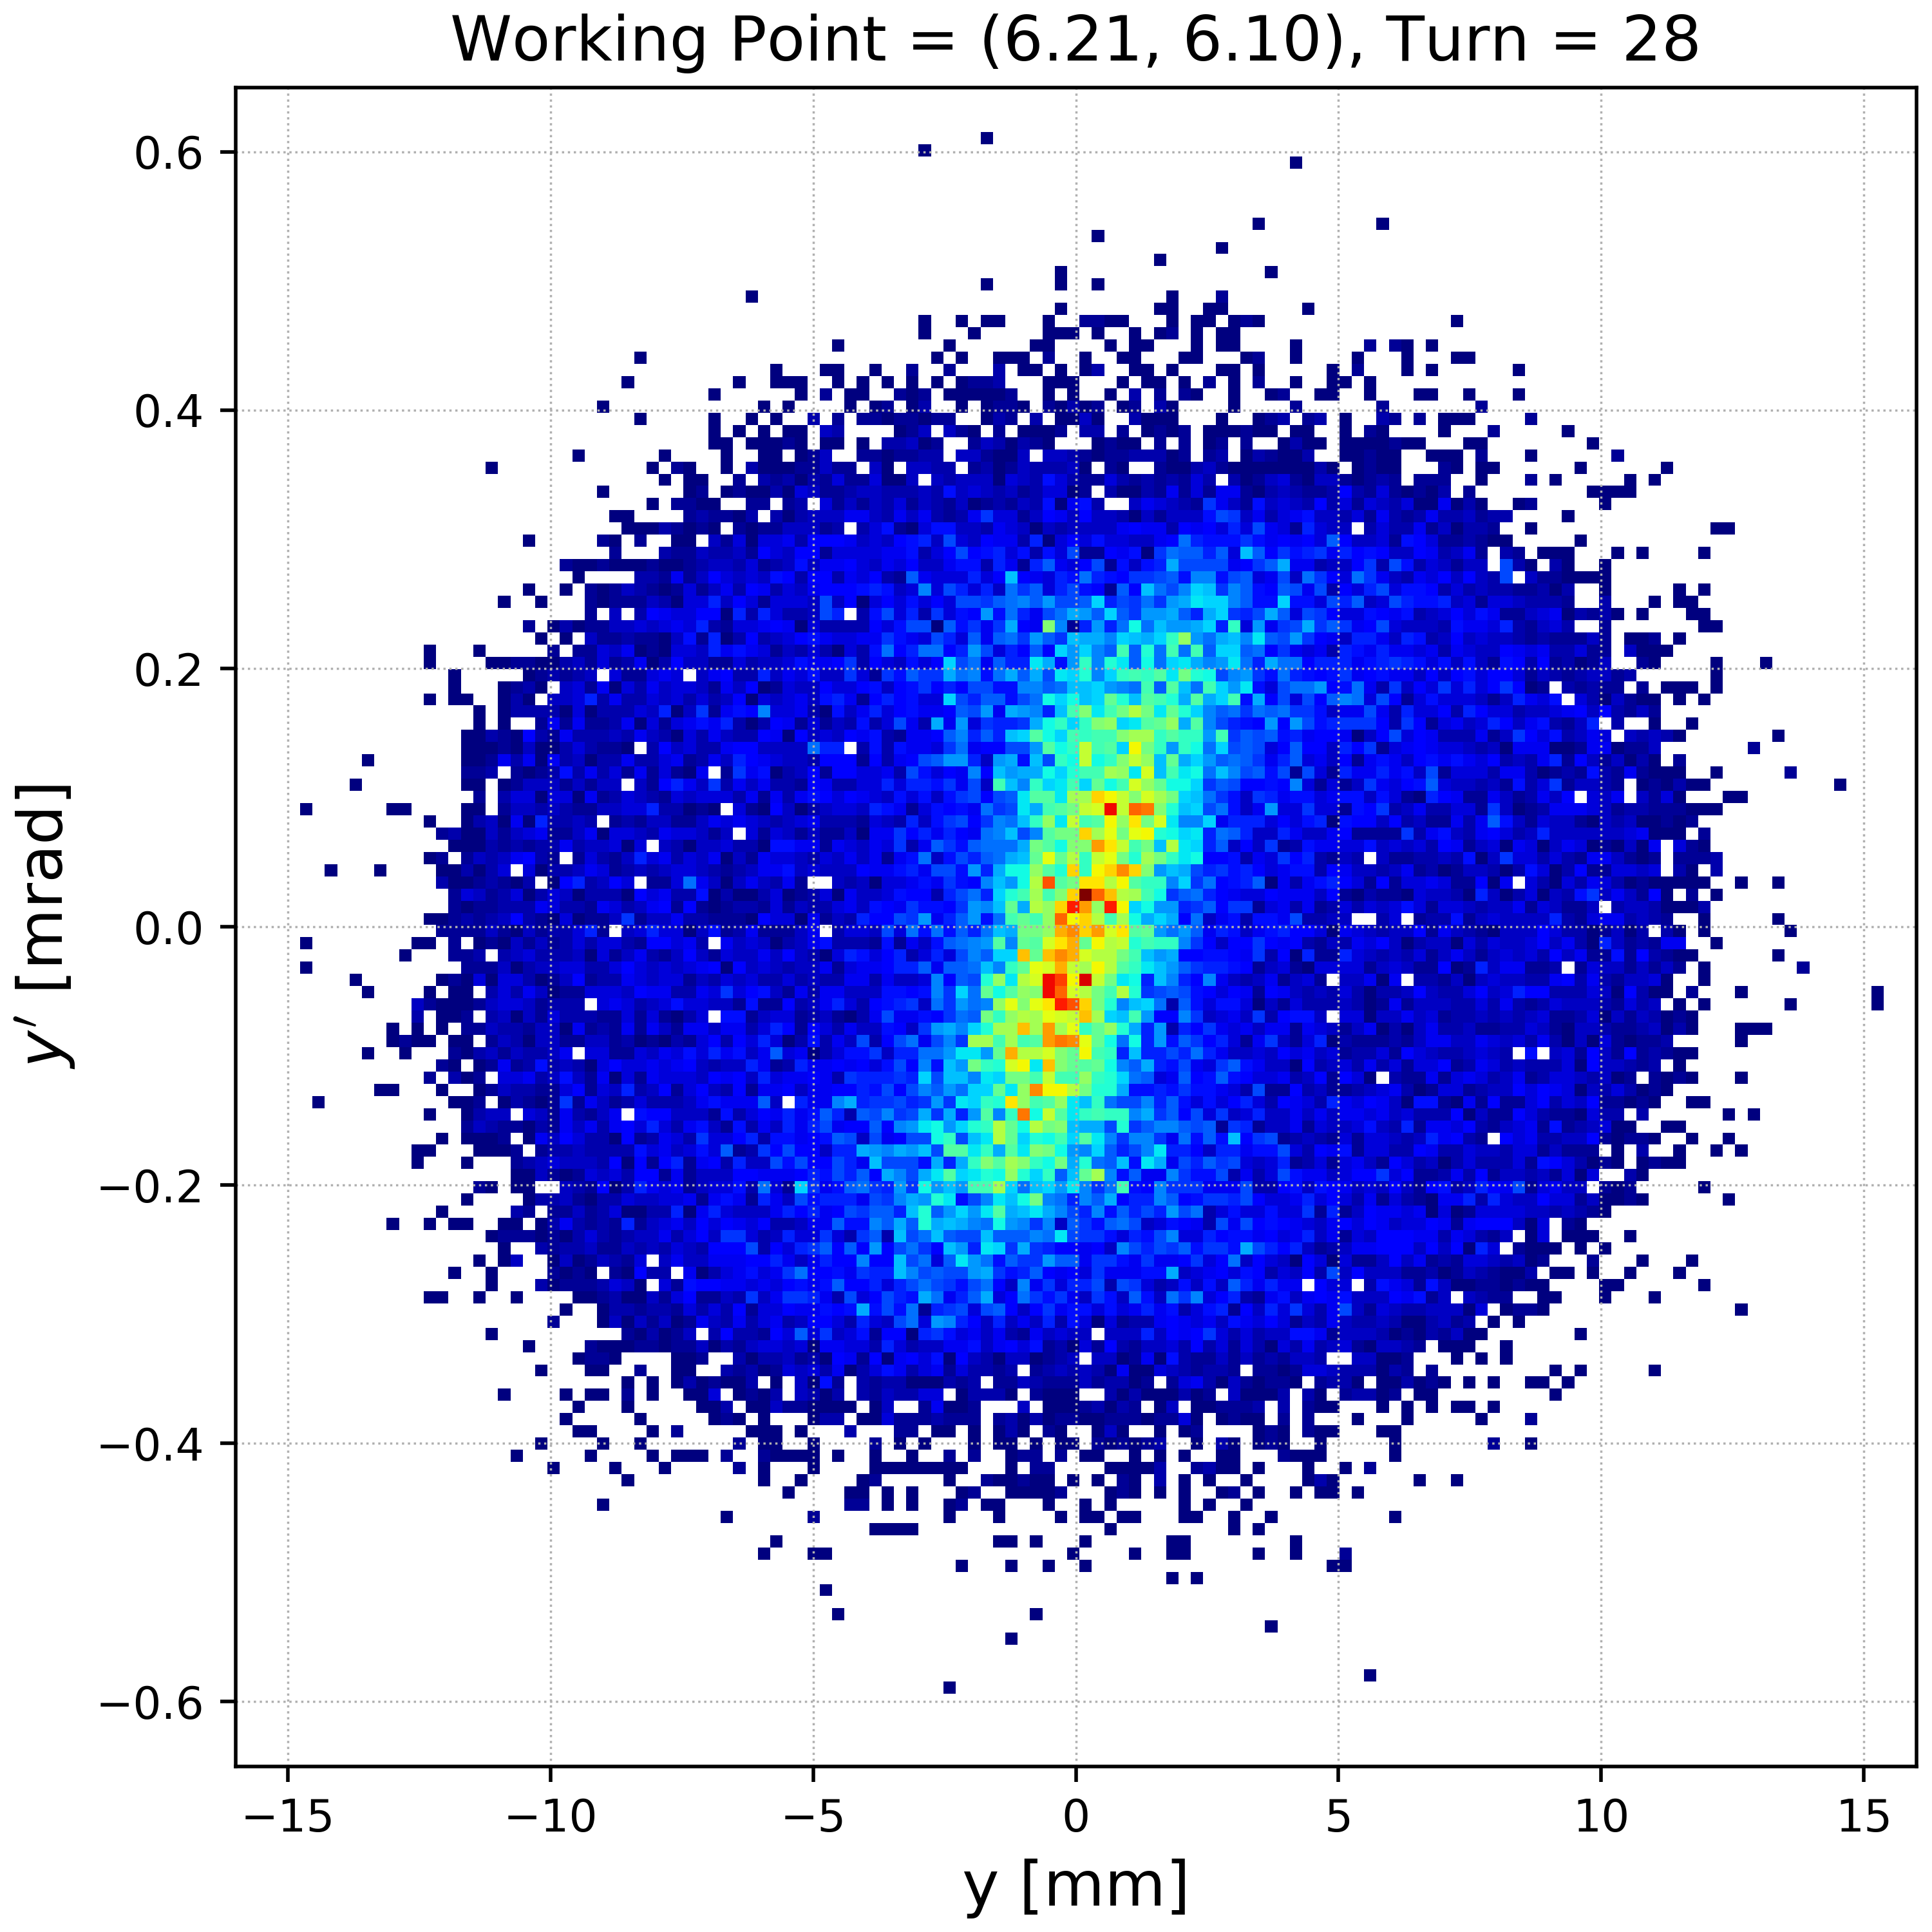 Working Point = (6.21, 6.10), Turn = 28
0.6
0.4
0.2
0.0
−0.2
−0.4
−0.6
y′ [mrad]
−15 −10 −5 0 5 10 15
y [mm]